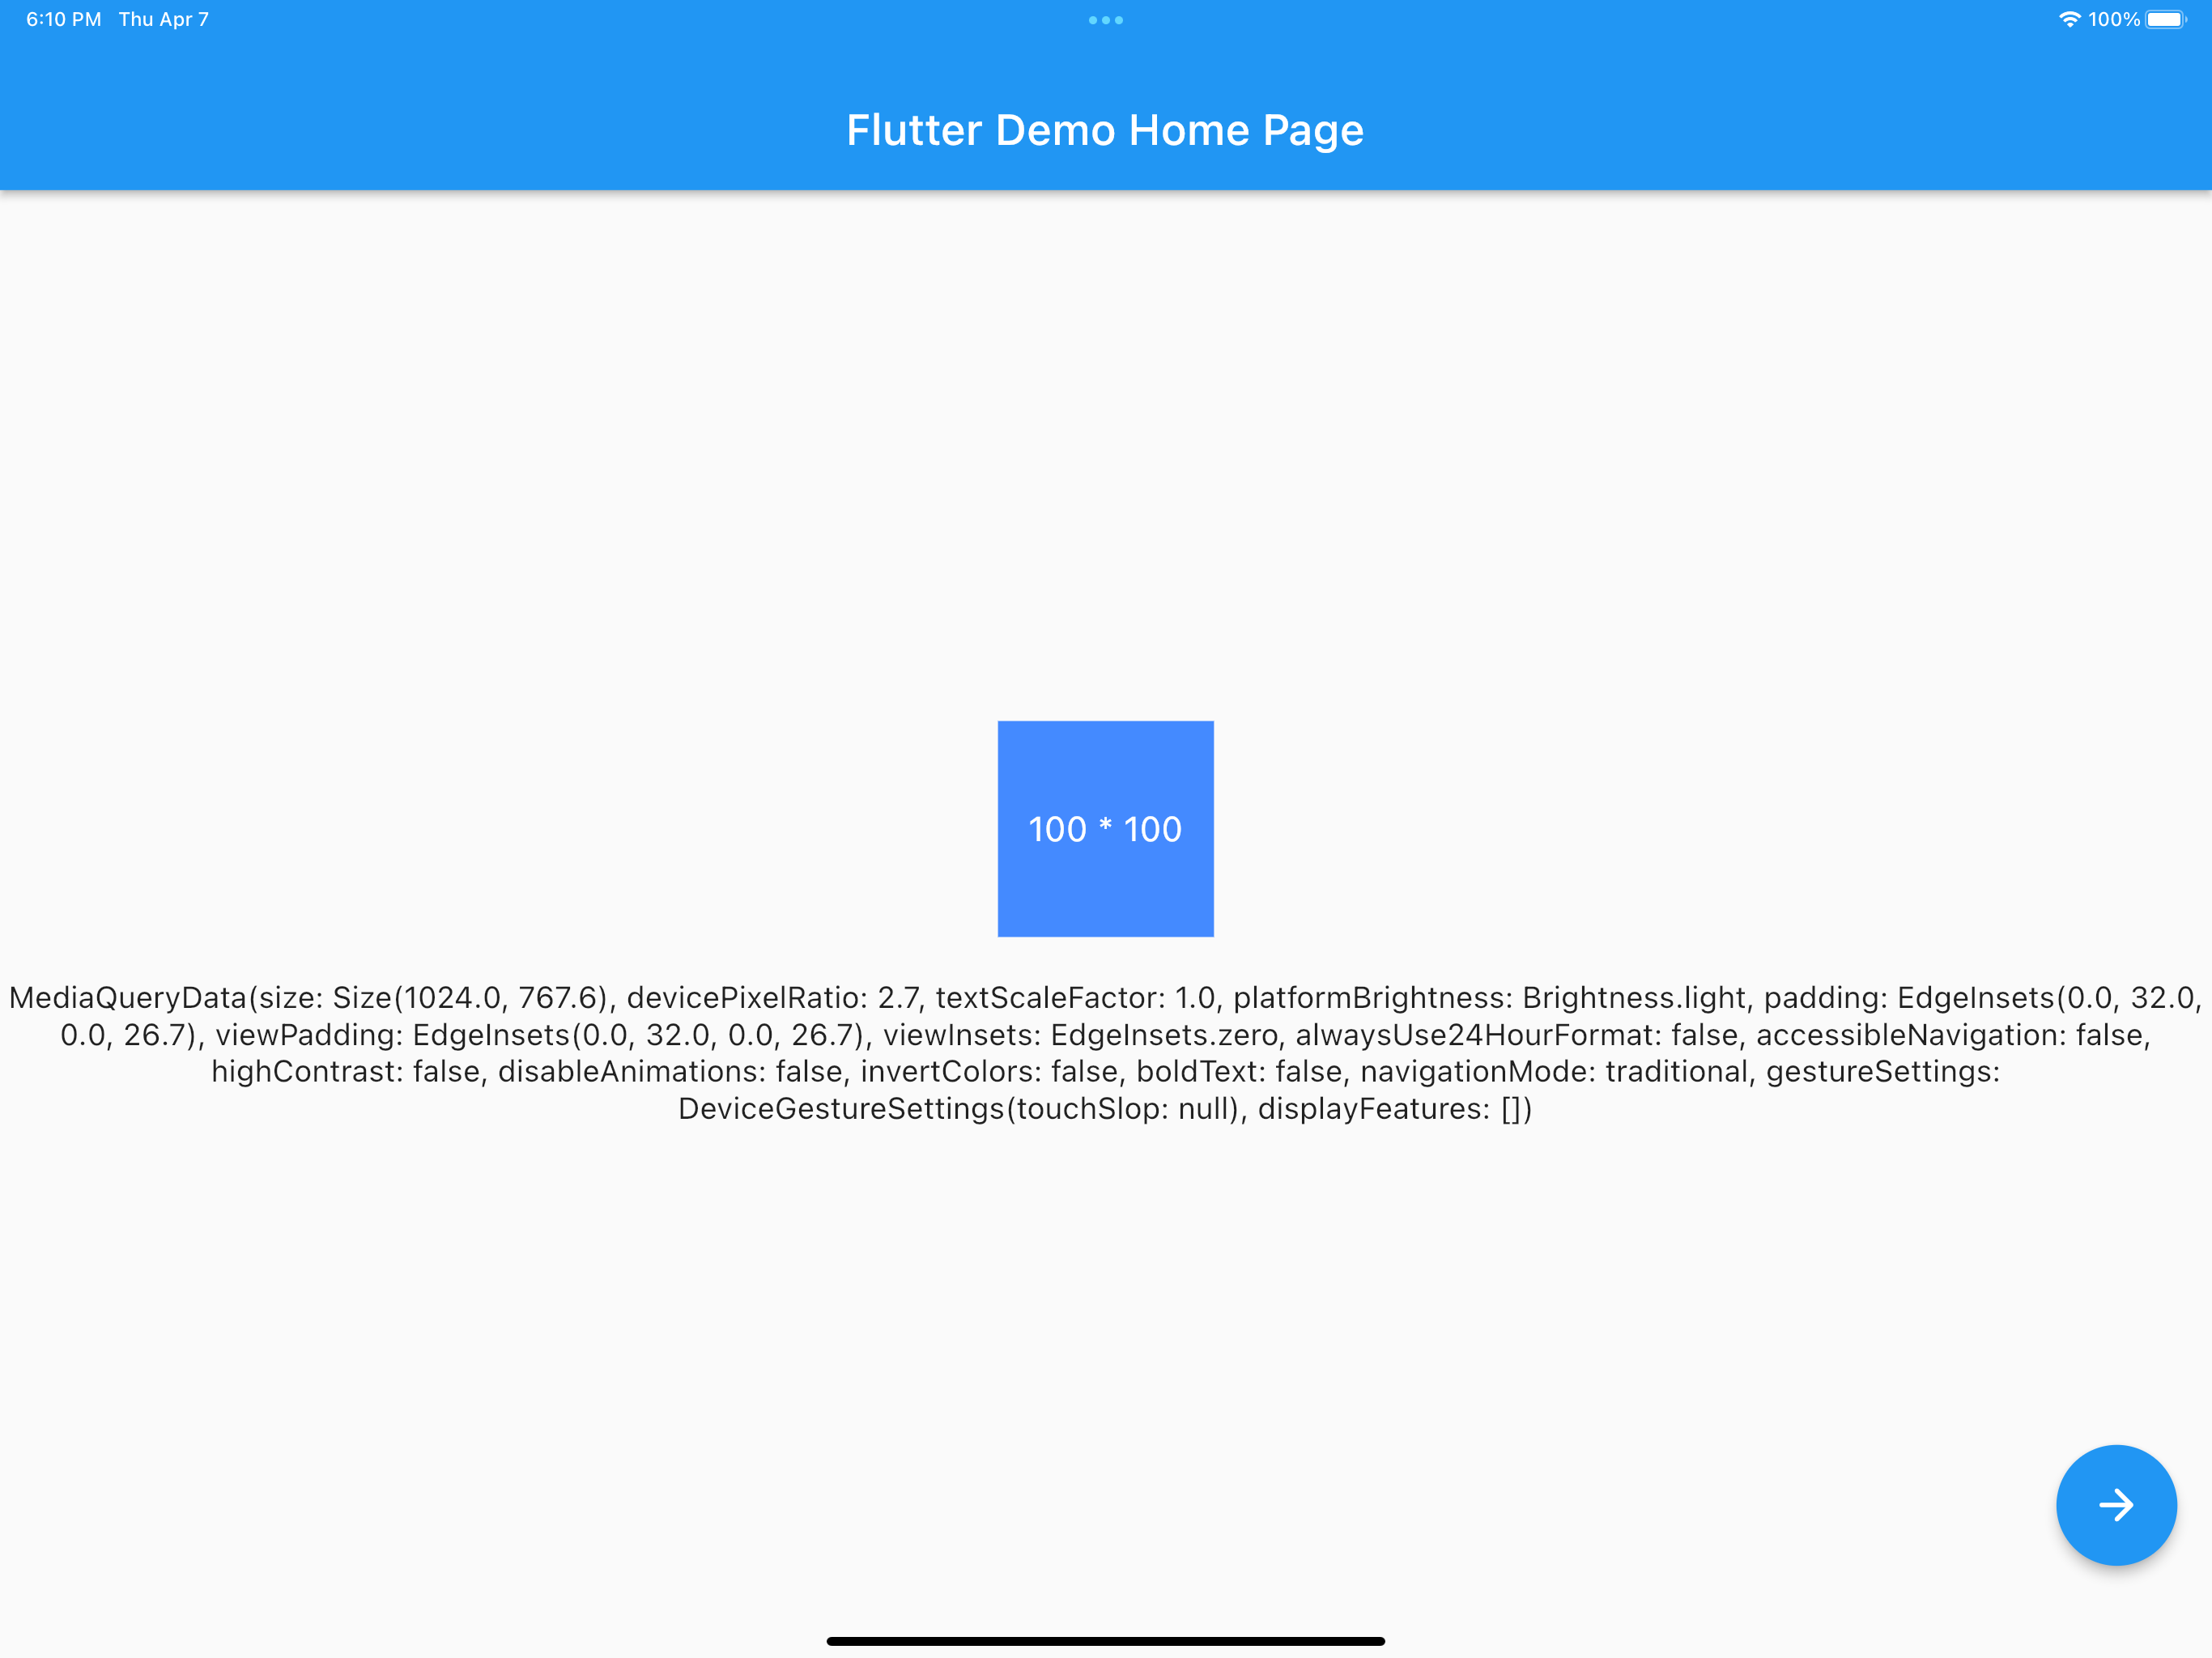 6:10 PM Thu Apr 7
100%
Flutter Demo Home Page
100 * 100
MediaQueryData(size: Size(1024.0, 767.6), devicePixelRatio: 2.7, textScaleFactor: 1.0, platformBrightness: Brightness.light, padding: EdgeInsets(0.0, 32.0,
0.0, 26.7), viewPadding: EdgeInsets(0.0, 32.0, 0.0, 26.7), viewInsets: EdgeInsets.zero, alwaysUse24HourFormat: false, accessibleNavigation: false,
highContrast: false, disableAnimations: false, invertColors: false, boldText: false, navigationMode: traditional, gestureSettings:
DeviceGestureSettings(touchSlop: null), displayFeatures: [])